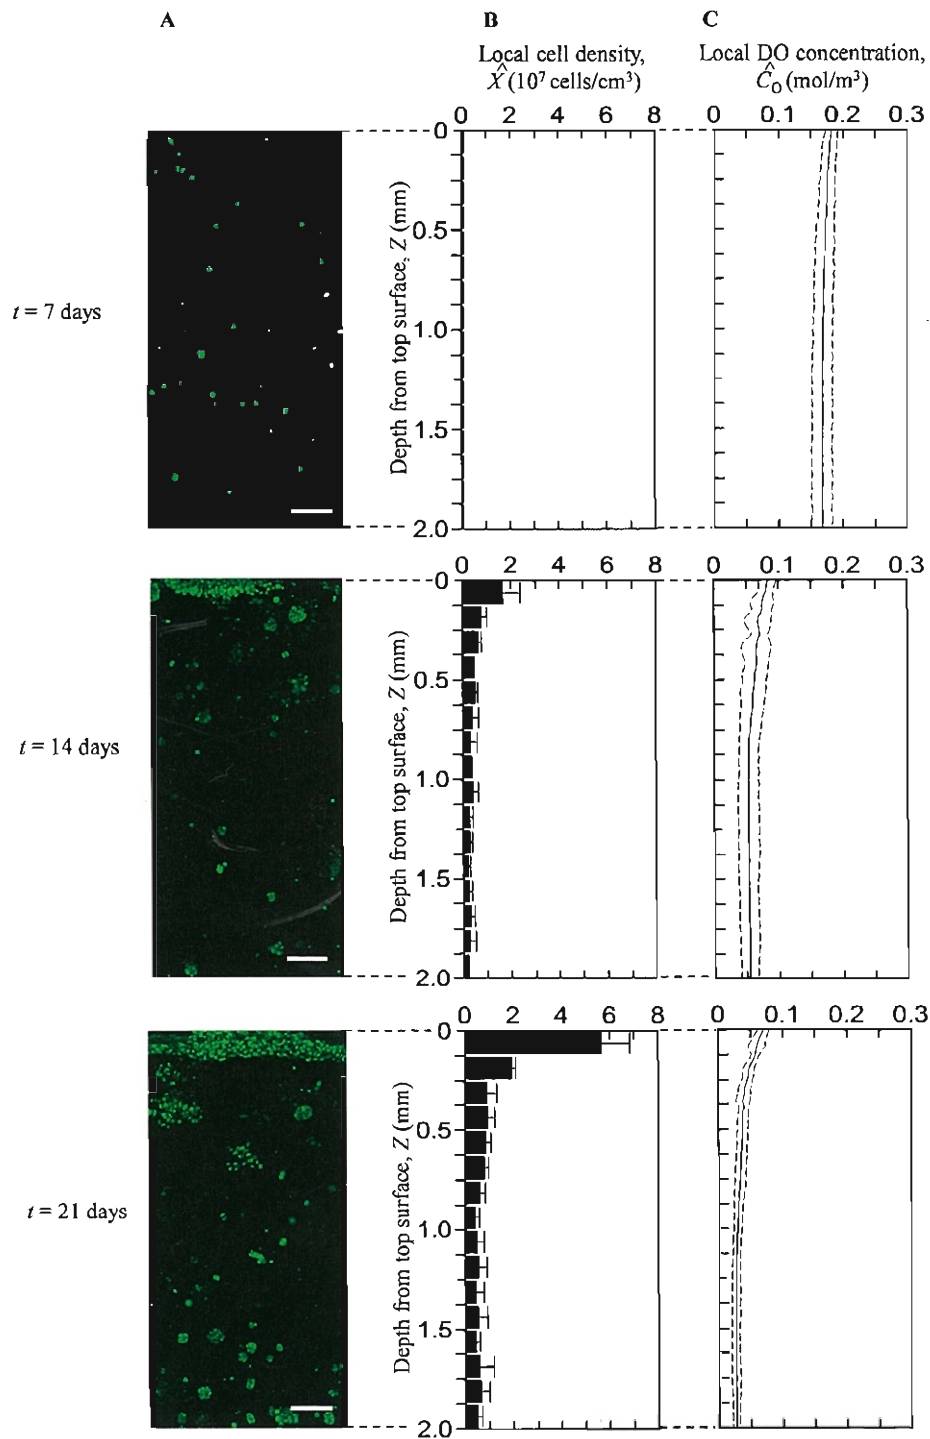 A B C
Local cell density, Local DO concentration,
X̂ (10⁷ cells/cm³) Ĉ₀ (mol/m³)
0 2 4 6 8 0 0.1 0.2 0.3
0
0.5
1.0
1.5
2.0
Depth from top surface, Z (mm)
t = 7 days
0 2 4 6 8 0 0.1 0.2 0.3
0
0.5
1.0
1.5
2.0
Depth from top surface, Z (mm)
t = 14 days
0 2 4 6 8 0 0.1 0.2 0.3
0
0.5
1.0
1.5
2.0
Depth from top surface, Z (mm)
t = 21 days